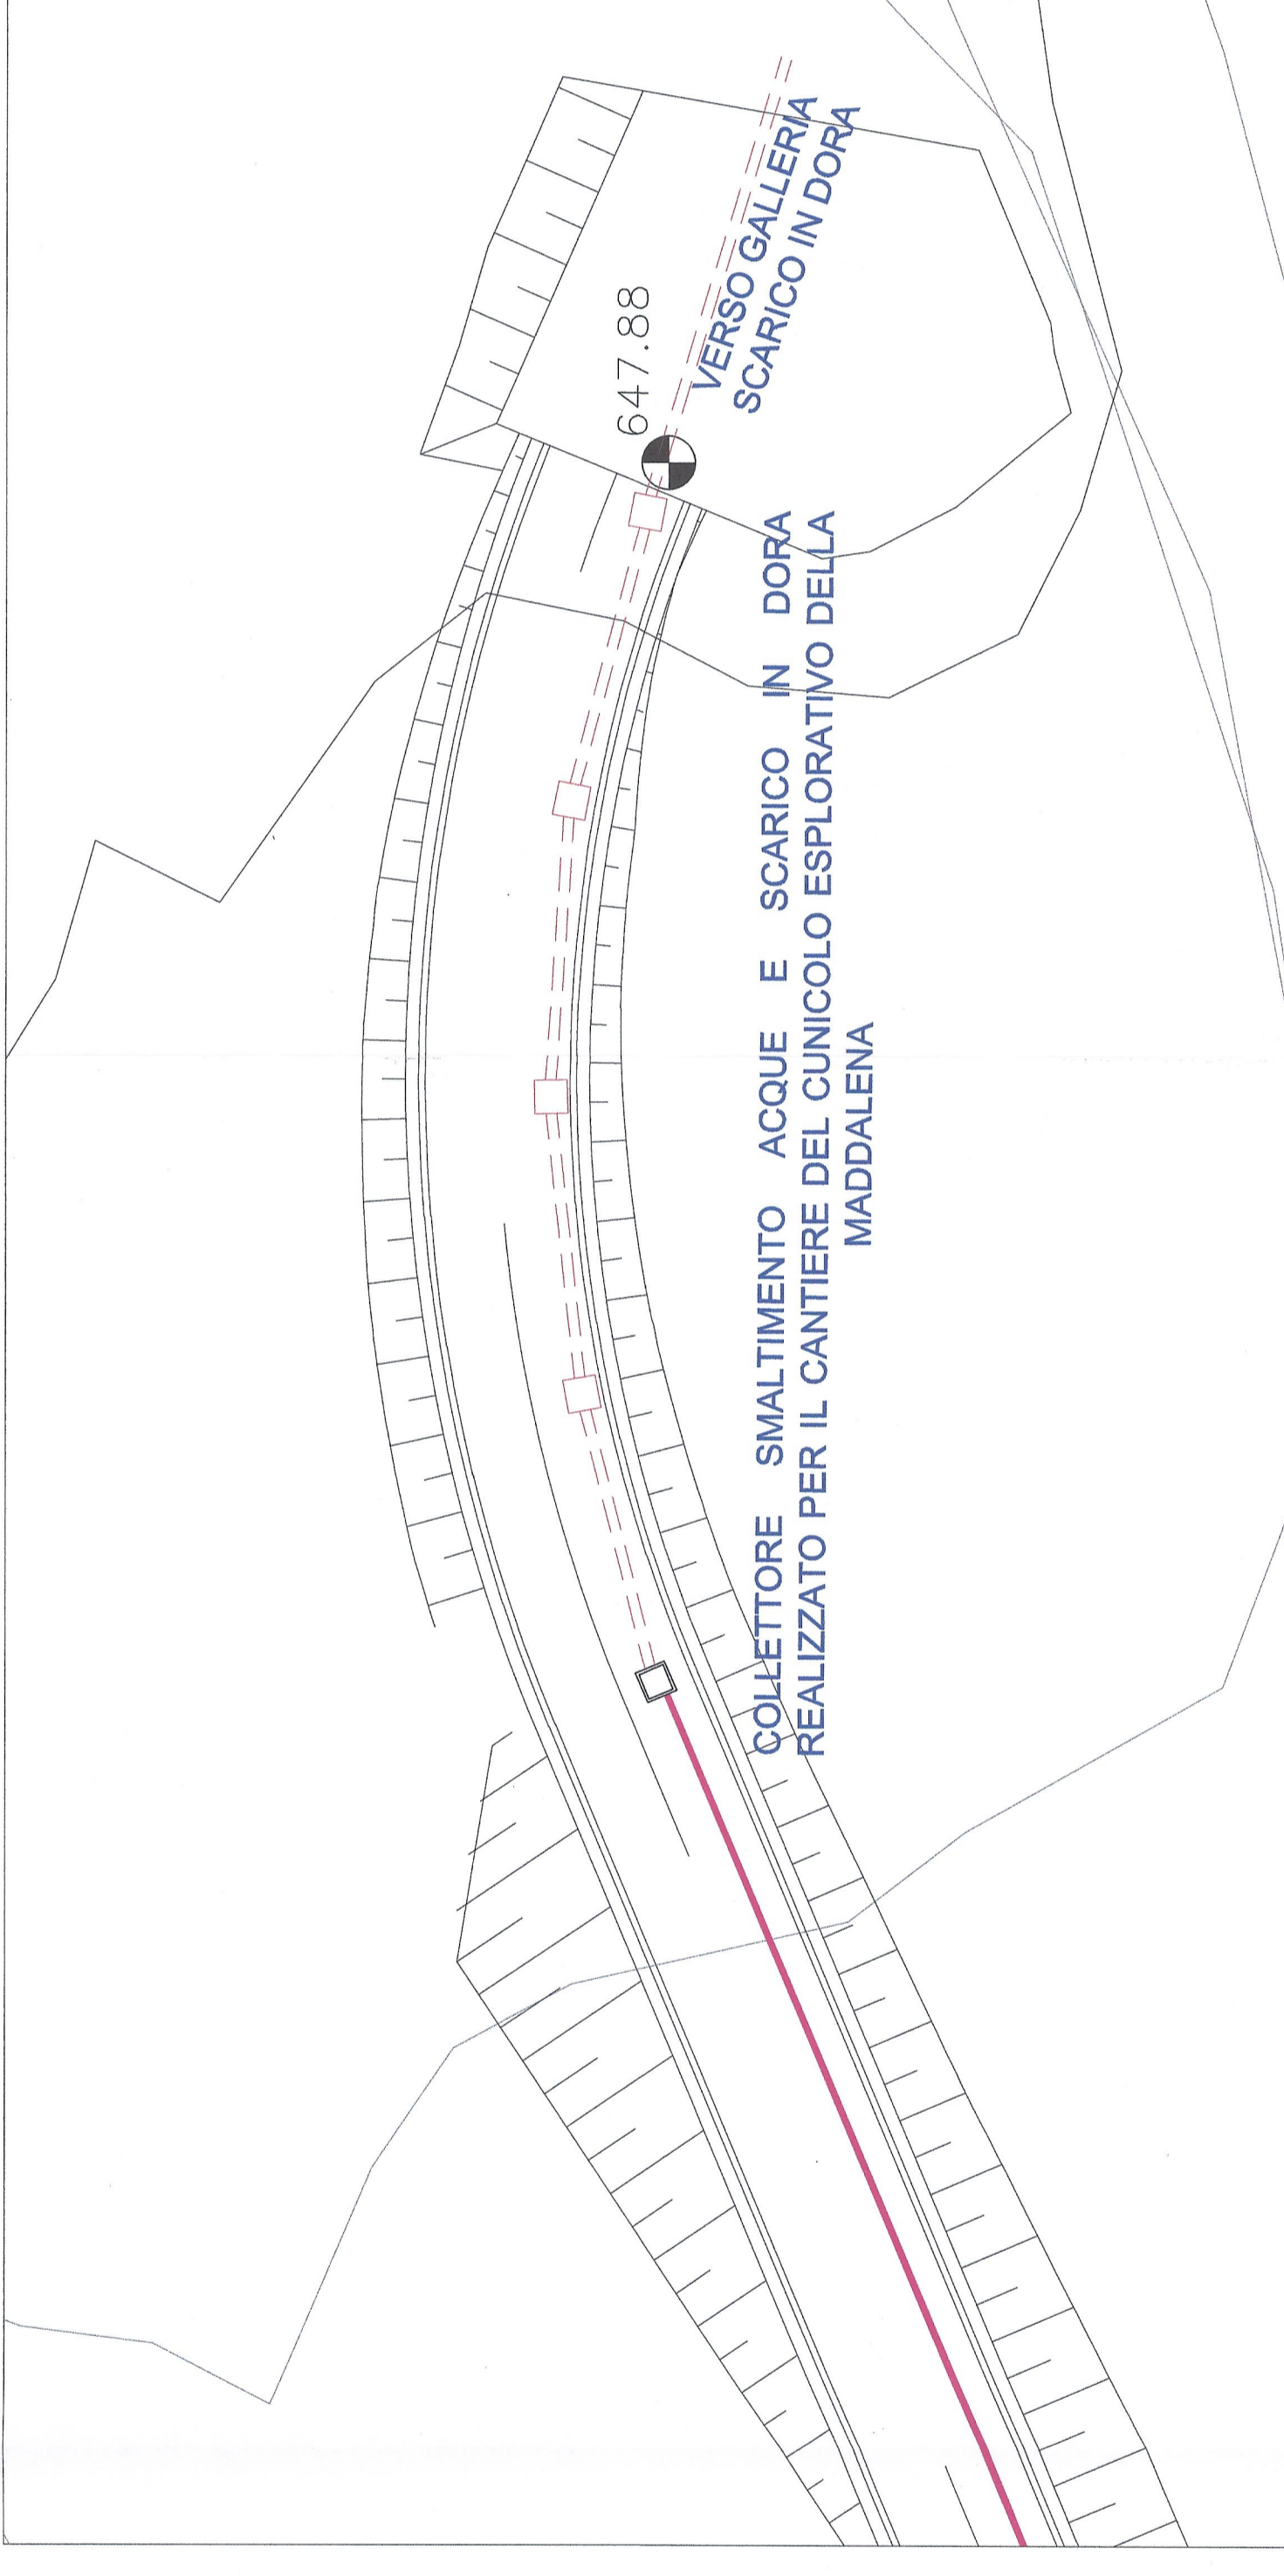 647.88
VERSO GALLERIA
SCARICO IN DORA
COLLETTORE SMALTIMENTO ACQUE E SCARICO IN DORA
REALIZZATO PER IL CANTIERE DEL CUNICOLO ESPLORATIVO DELLA
MADDALENA